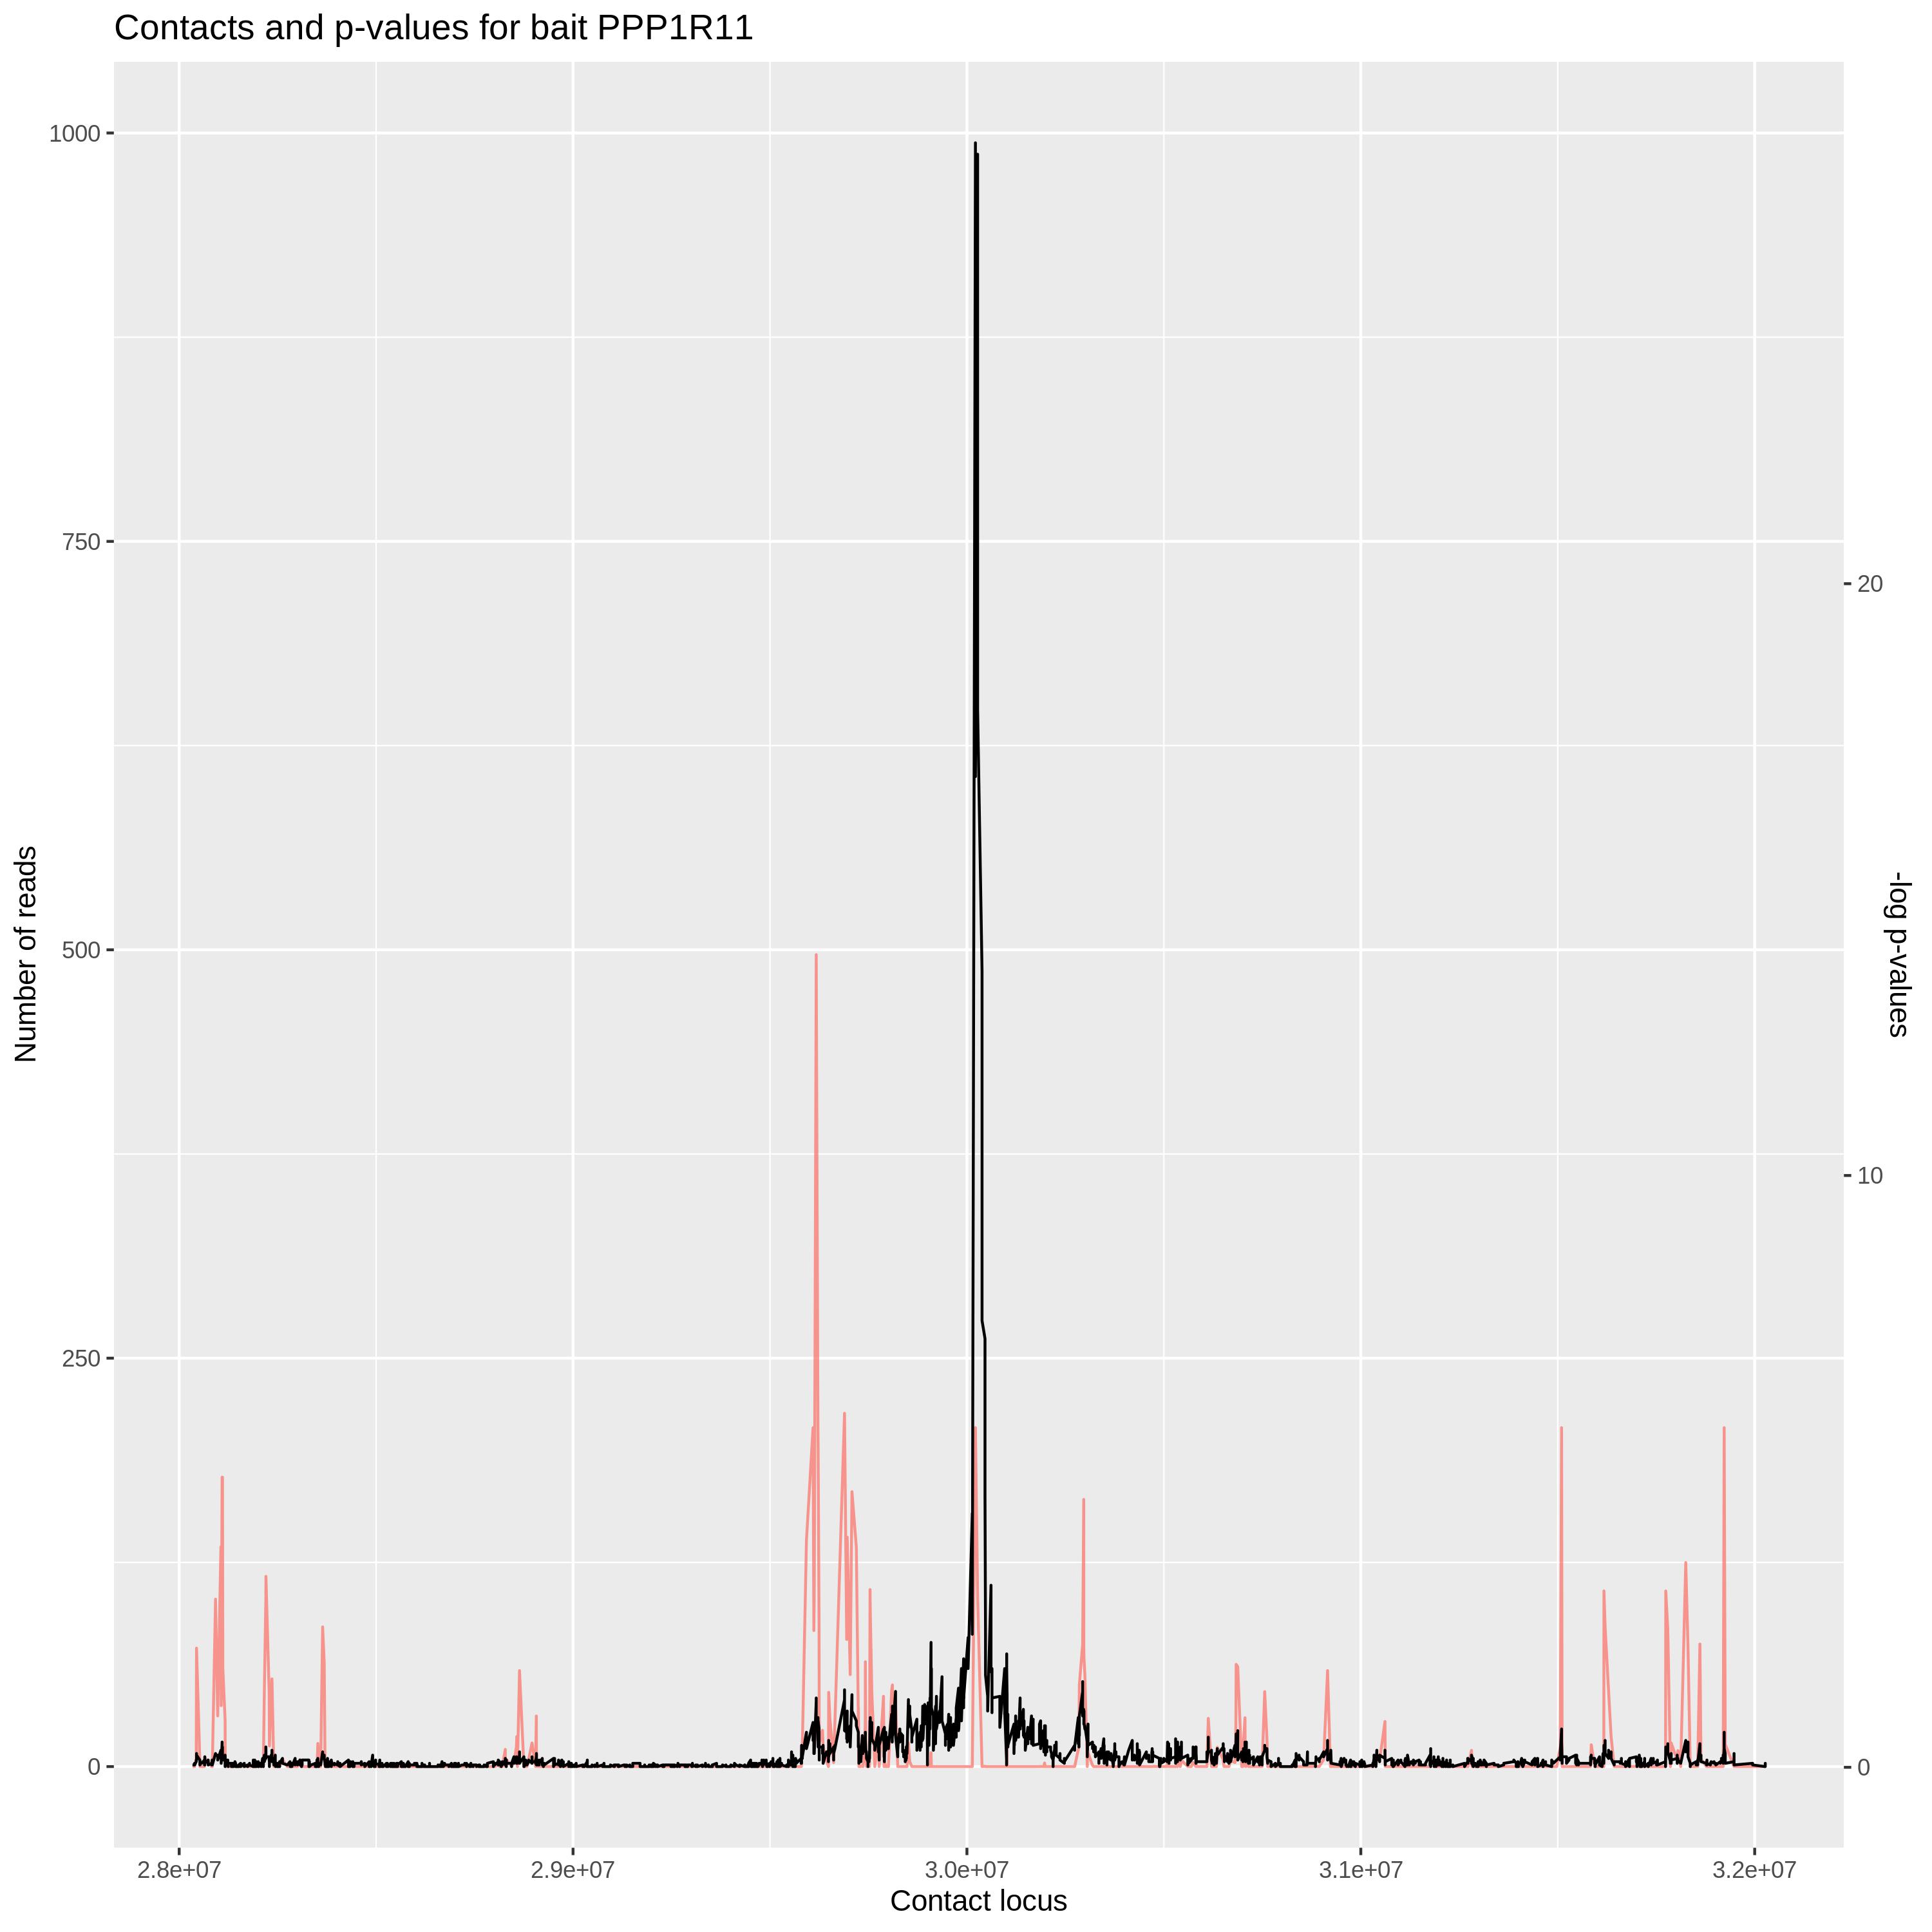 Contacts and p-values for bait PPP1R11
1000
750
500
250
0
Number of reads
20
10
0
-log p-values
2.8e+07
2.9e+07
3.0e+07
3.1e+07
3.2e+07
Contact locus